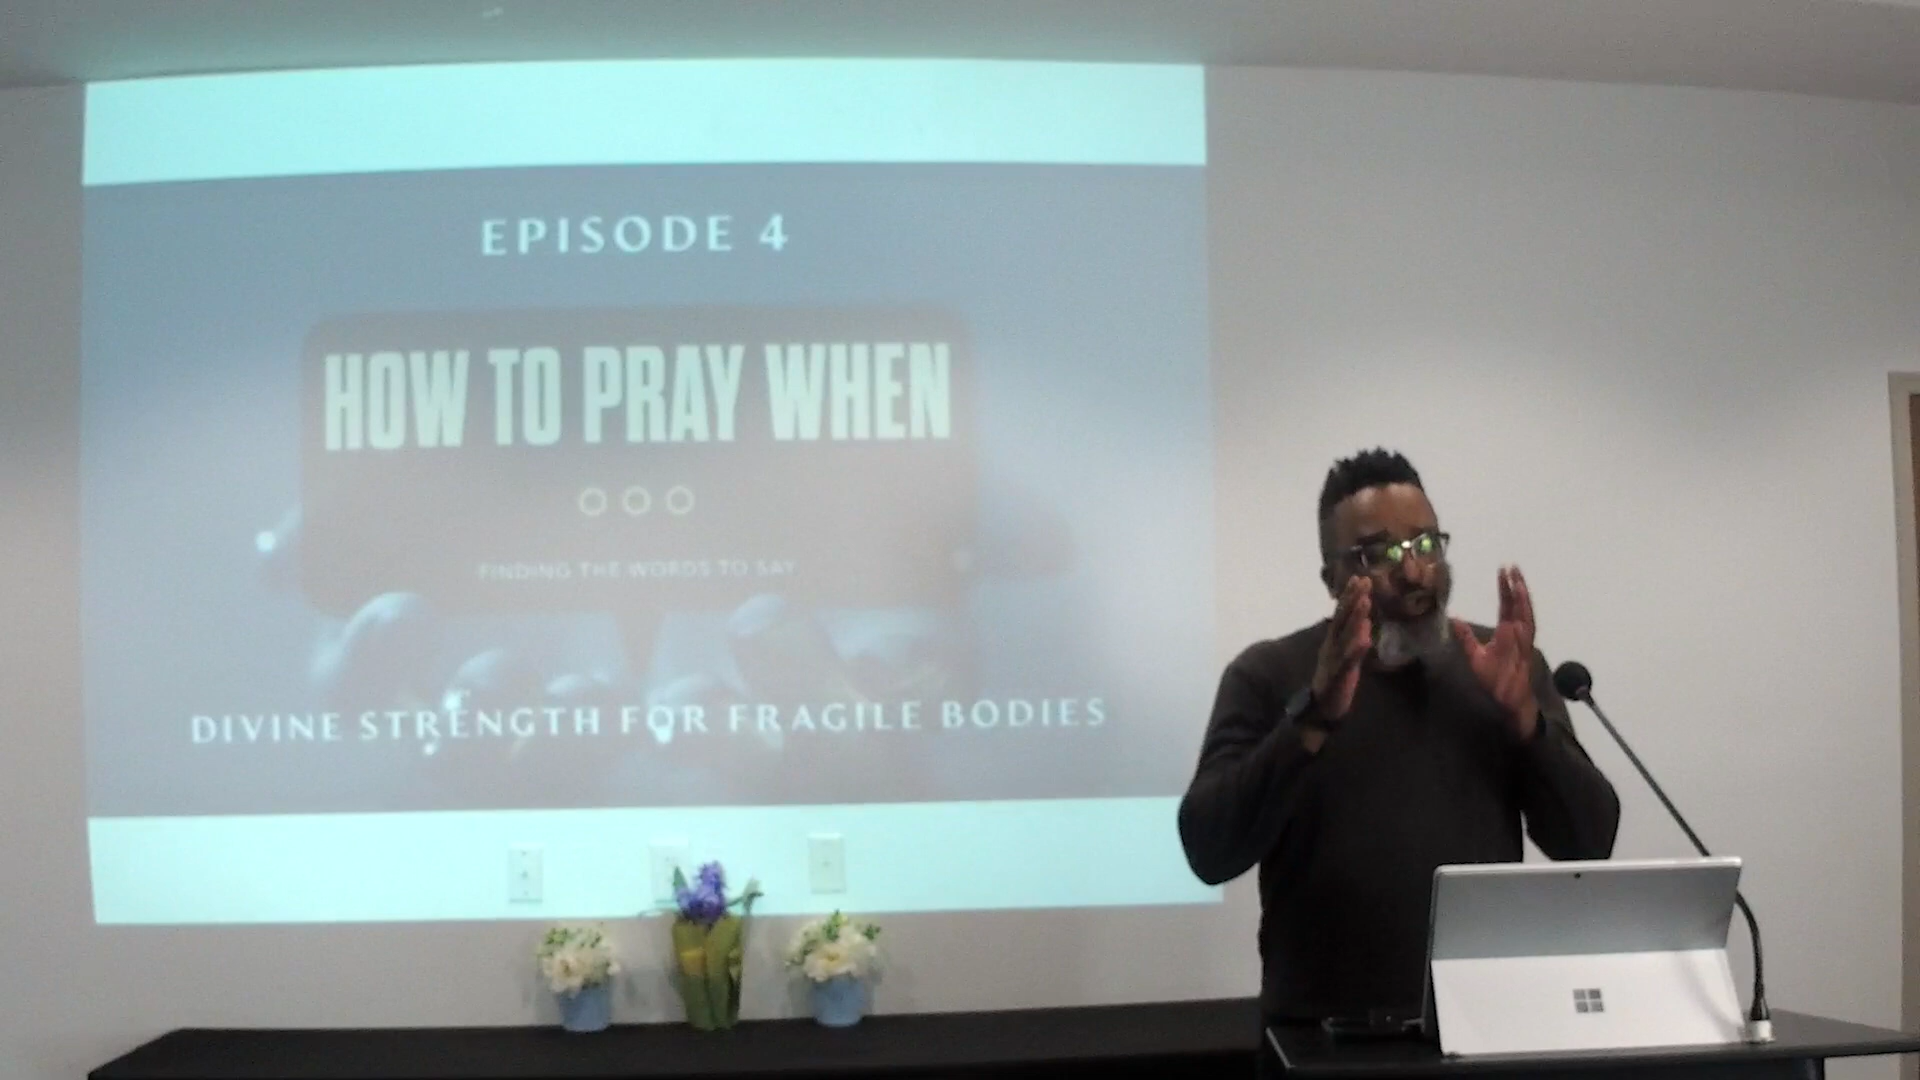 EPISODE 4
HOW TO PRAY WHEN
FINDING THE WORDS TO SAY
DIVINE STRENGTH FOR FRAGILE BODIES